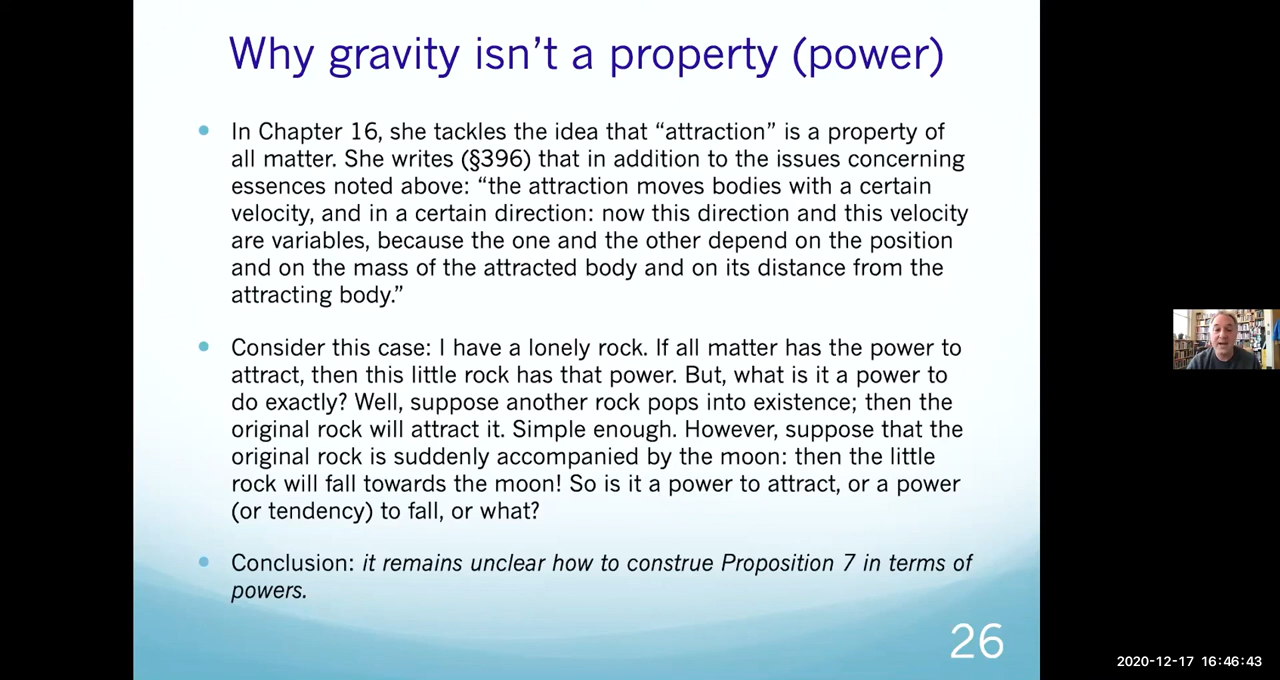 Why gravity isn’t a property (power)
• In Chapter 16, she tackles the idea that “attraction” is a property of
all matter. She writes (§396) that in addition to the issues concerning
essences noted above: “the attraction moves bodies with a certain
velocity, and in a certain direction: now this direction and this velocity
are variables, because the one and the other depend on the position
and on the mass of the attracted body and on its distance from the
attracting body.”
• Consider this case: I have a lonely rock. If all matter has the power to
attract, then this little rock has that power. But, what is it a power to
do exactly? Well, suppose another rock pops into existence; then the
original rock will attract it. Simple enough. However, suppose that the
original rock is suddenly accompanied by the moon: then the little
rock will fall towards the moon! So is it a power to attract, or a power
(or tendency) to fall, or what?
• Conclusion: it remains unclear how to construe Proposition 7 in terms of
powers.
26
2020-12-17 16:46:43